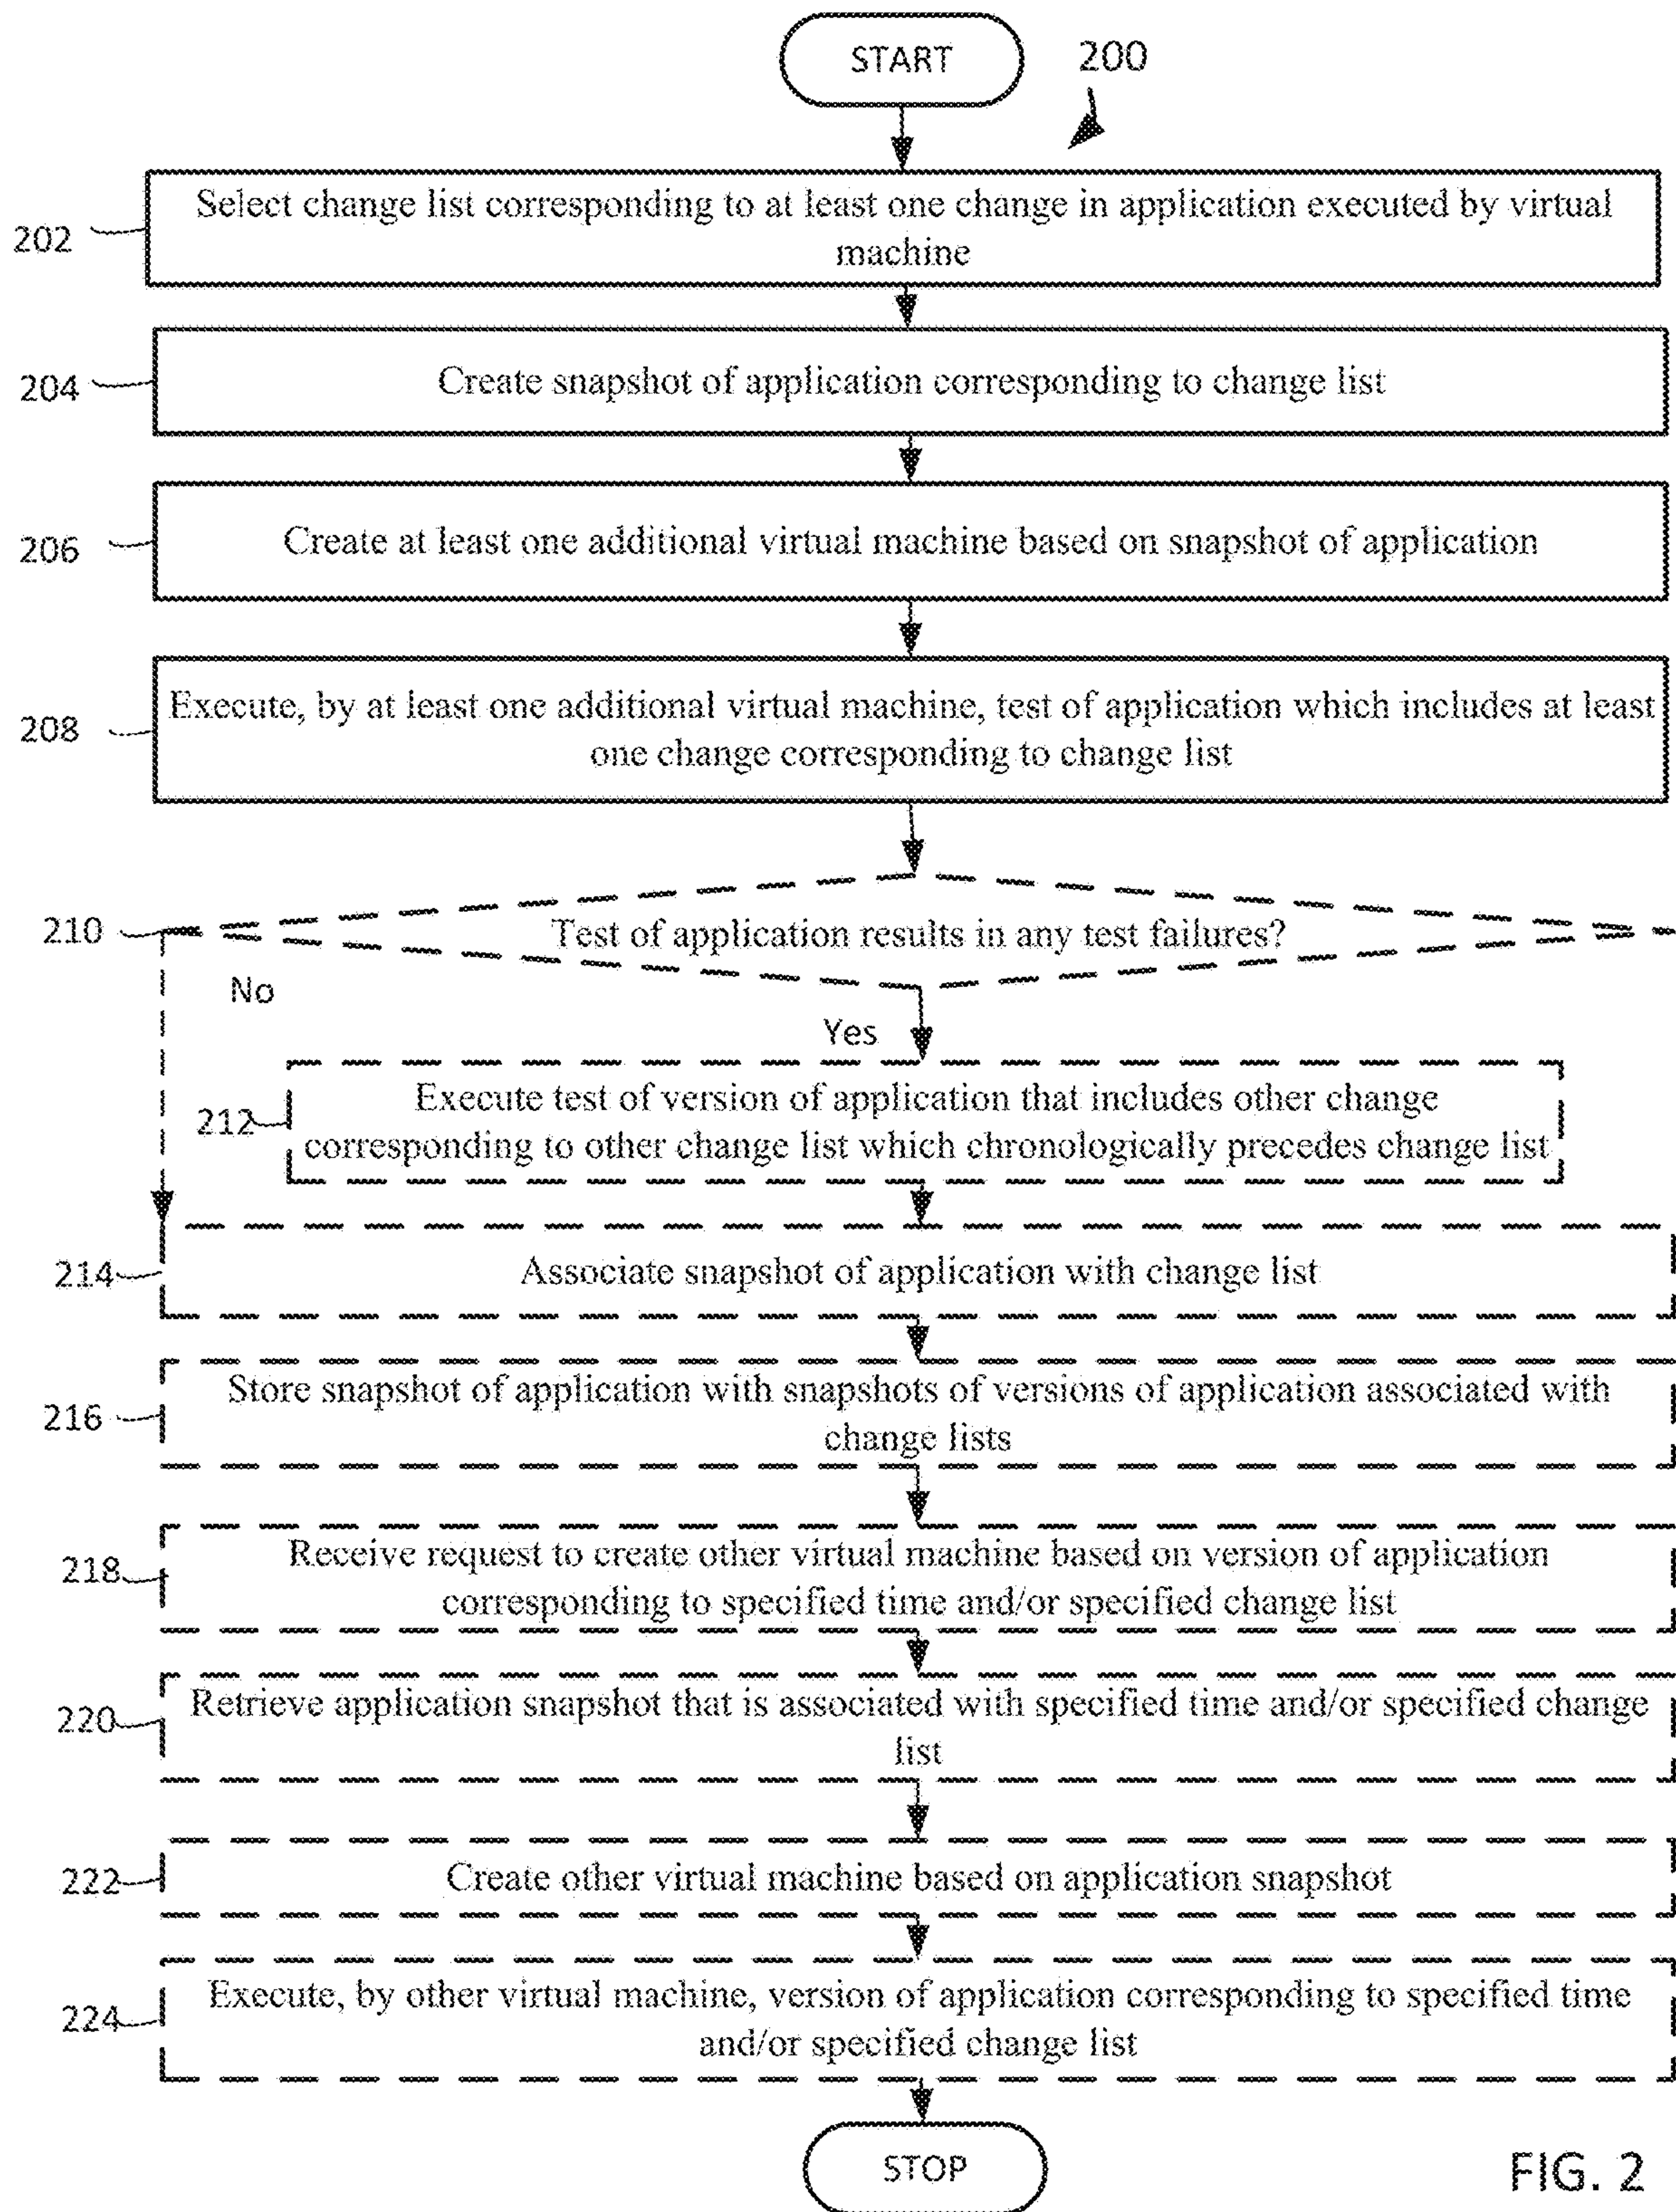 START
200
202
Select change list corresponding to at least one change in application executed by virtual
machine
204
Create snapshot of application corresponding to change list
206
Create at least one additional virtual machine based on snapshot of application
208
Execute, by at least one additional virtual machine, test of application which includes at least
one change corresponding to change list
210
Test of application results in any test failures?
No
Yes
212
Execute test of version of application that includes other change
corresponding to other change list which chronologically precedes change list
214
Associate snapshot of application with change list
216
Store snapshot of application with snapshots of versions of application associated with
change lists
218
Receive request to create other virtual machine based on version of application
corresponding to specified time and/or specified change list
220
Retrieve application snapshot that is associated with specified time and/or specified change
list
222
Create other virtual machine based on application snapshot
224
Execute, by other virtual machine, version of application corresponding to specified time
and/or specified change list
STOP
FIG. 2